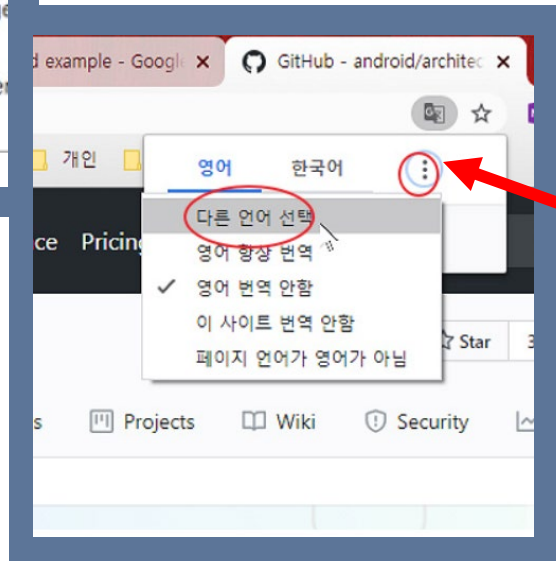 d example - Googl
GitHub - android/architec
개인
영어 한국어
ce Pricing
다른 언어 선택
영어 항상 번역
영어 번역 안함
이 사이트 번역 안함
페이지 언어가 영어가 아님
Star
s Projects Wiki Security